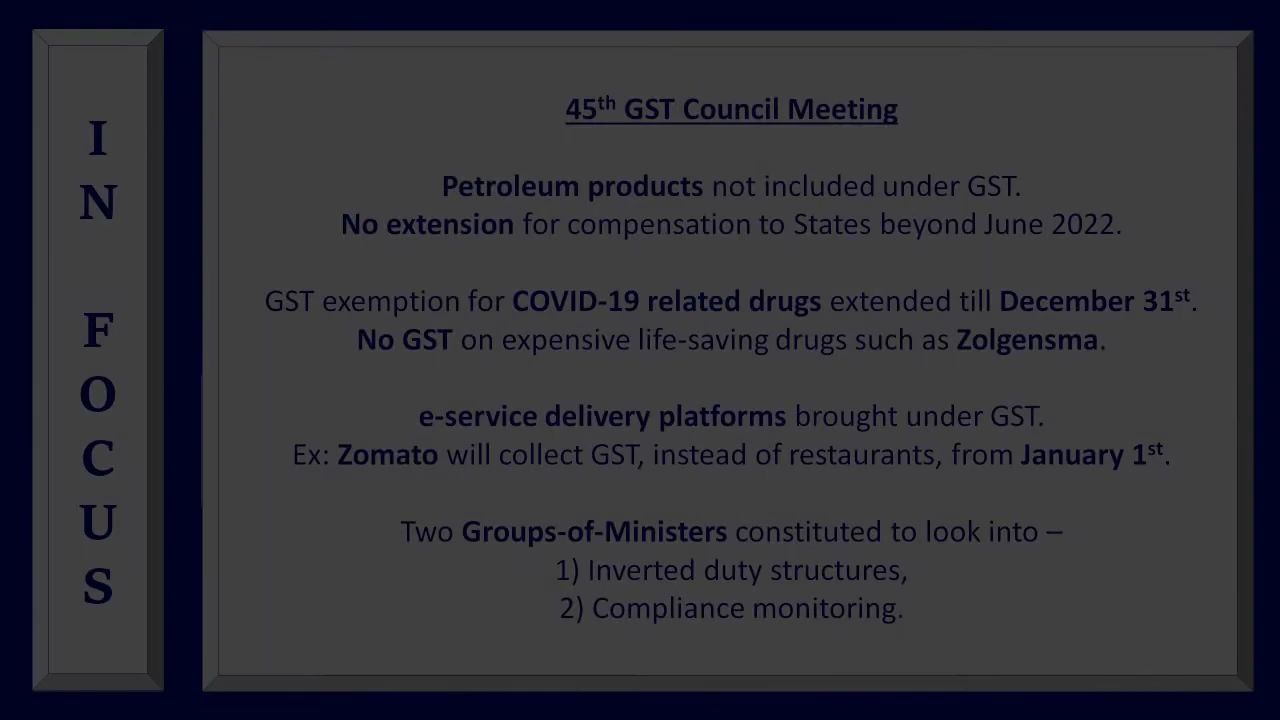 IN FOCUS
45th GST Council Meeting
Petroleum products not included under GST.
No extension for compensation to States beyond June 2022.
GST exemption for COVID-19 related drugs extended till December 31st.
No GST on expensive life-saving drugs such as Zolgensma.
e-service delivery platforms brought under GST.
Ex: Zomato will collect GST, instead of restaurants, from January 1st.
Two Groups-of-Ministers constituted to look into –
1) Inverted duty structures,
2) Compliance monitoring.